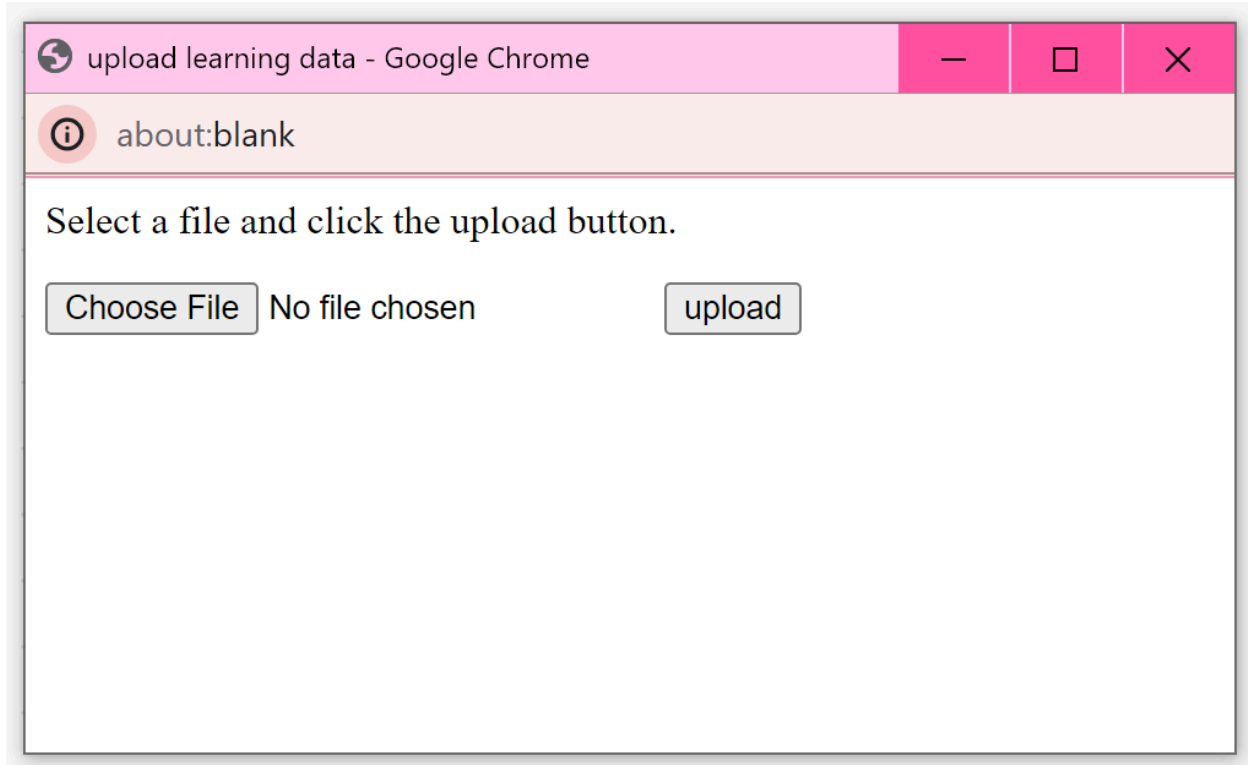 upload learning data - Google Chrome
about:blank
Select a file and click the upload button.
Choose File No file chosen upload